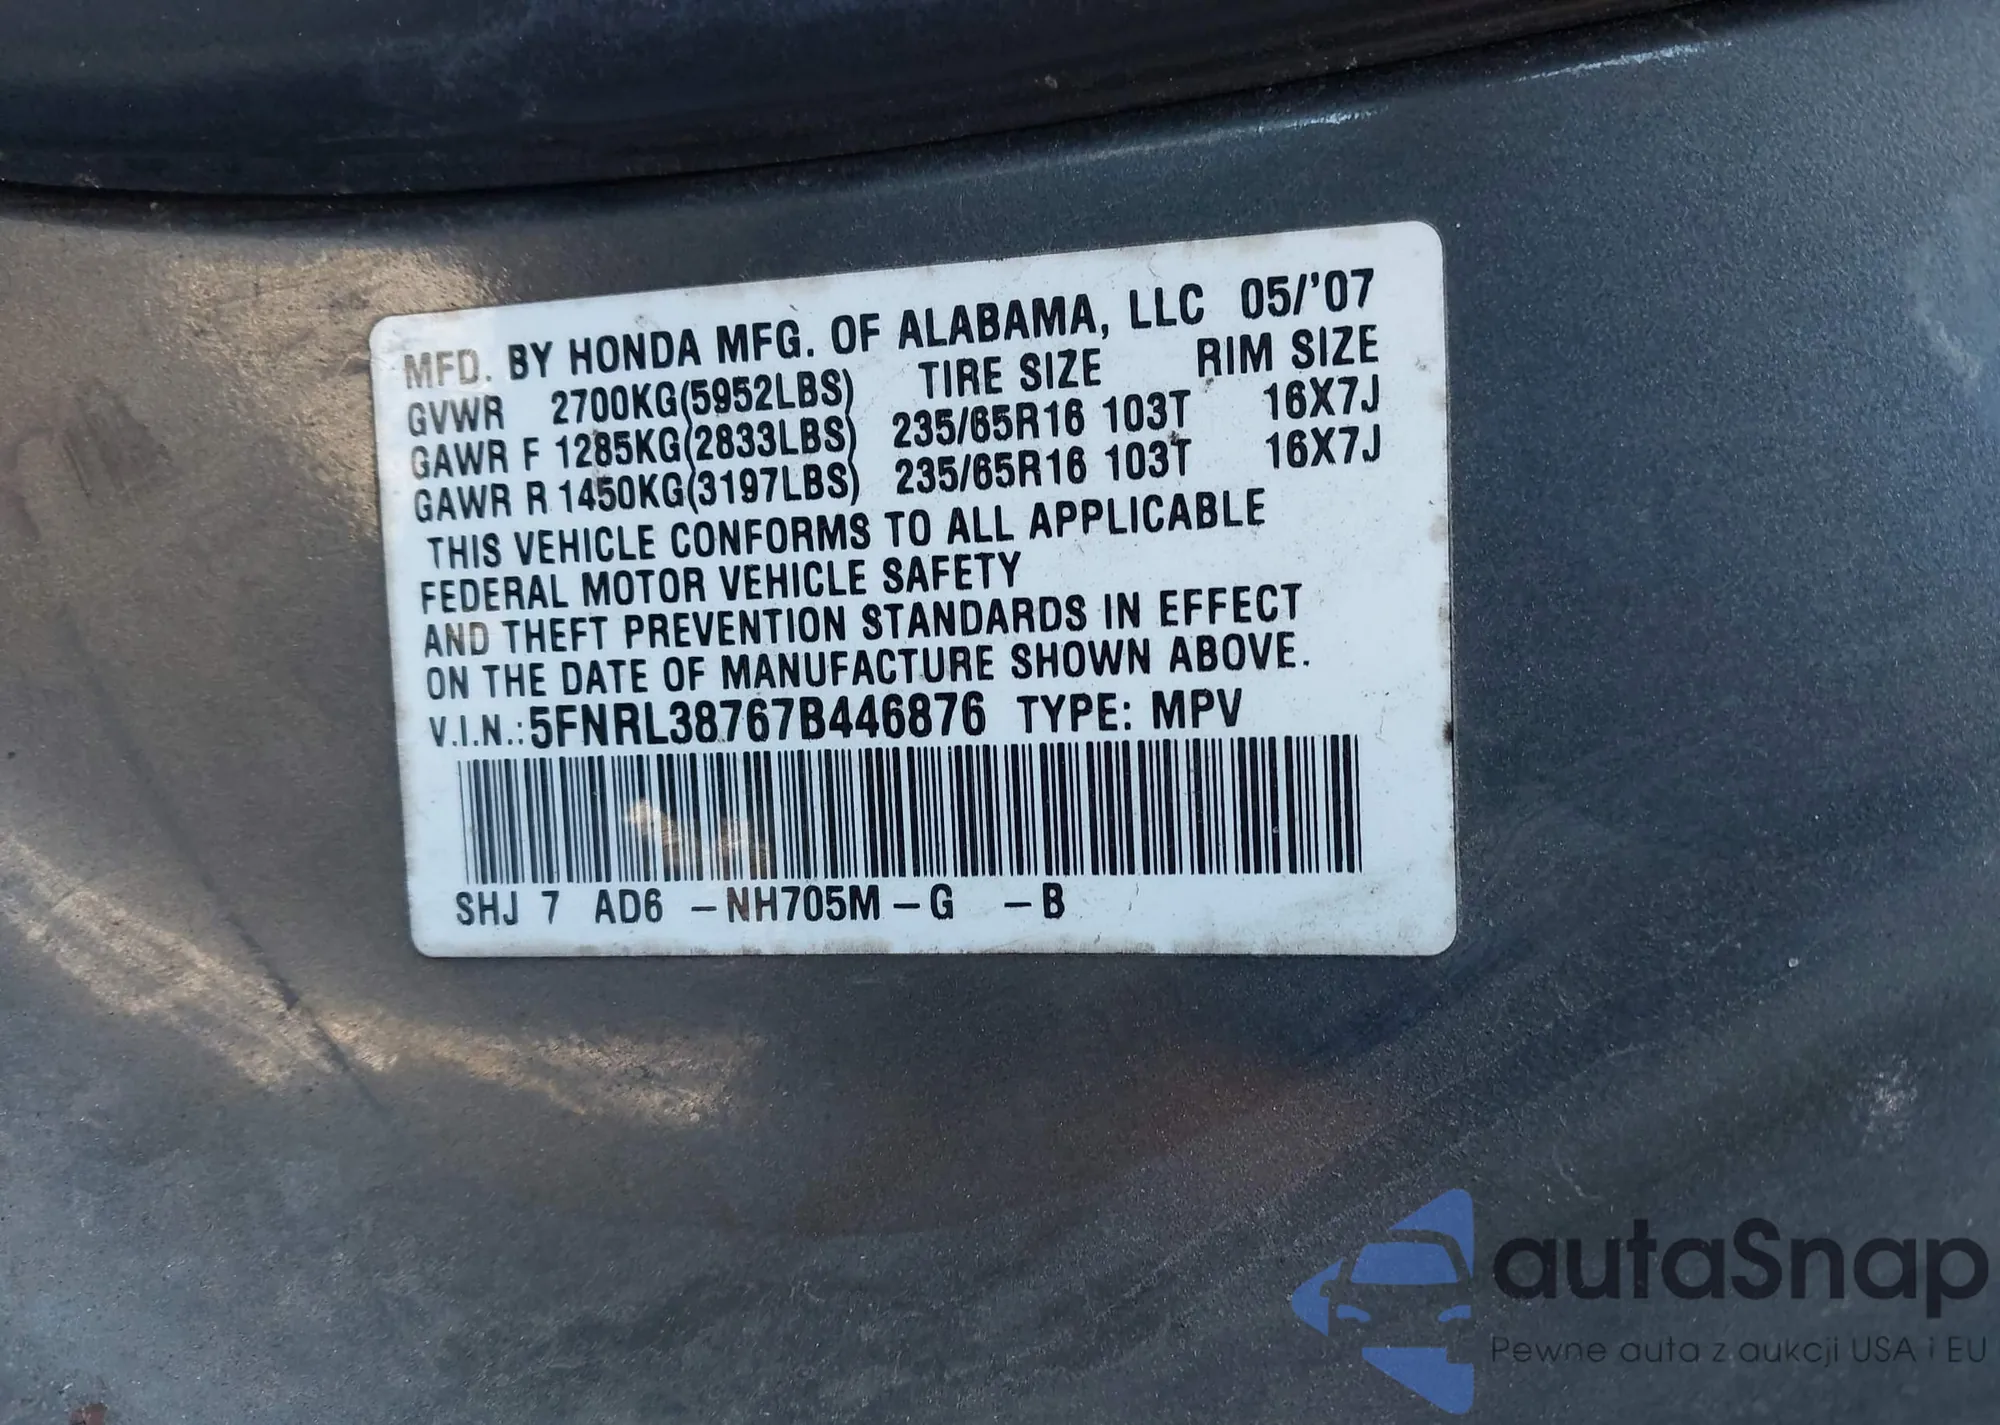 MFD. BY HONDA MFG. OF ALABAMA, LLC 05/'07
GVWR 2700KG(5952LBS) TIRE SIZE RIM SIZE
GAWR F 1285KG(2833LBS) 235/65R16 103T 16X7J
GAWR R 1450KG(3197LBS) 235/65R16 103T 16X7J
THIS VEHICLE CONFORMS TO ALL APPLICABLE
FEDERAL MOTOR VEHICLE SAFETY
AND THEFT PREVENTION STANDARDS IN EFFECT
ON THE DATE OF MANUFACTURE SHOWN ABOVE.
V.I.N.: 5FNRL38767B446876 TYPE: MPV
SHJ 7 AD6 –NH705M –G –B
autaSnap
Pewne auta z aukcji USA i EU